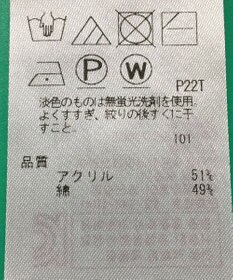 P W
P22T
淡色のものは無蛍光洗剤を使用。
よくすすぎ、絞りの後すぐに干
すこと。
101
品質
アクリル 51%
綿 49%